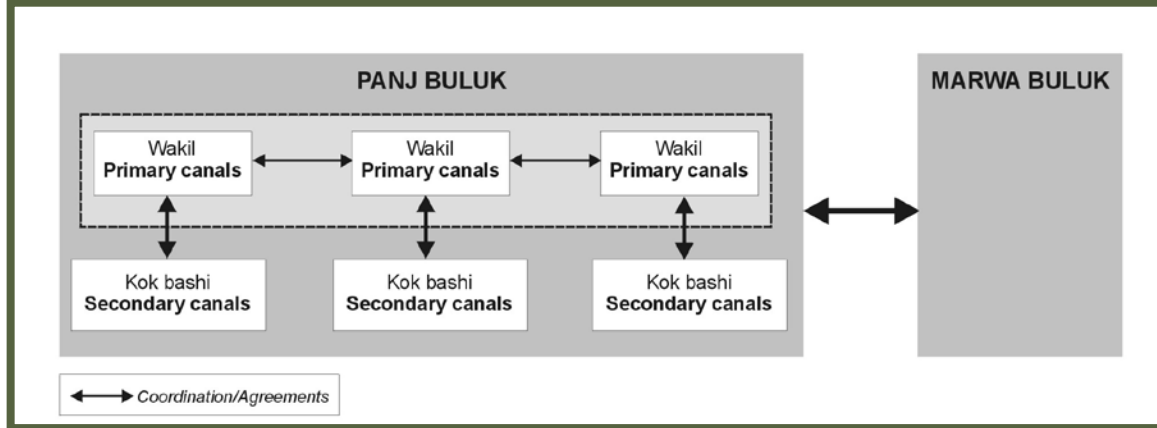 PANJ BULUK
MARWA BULUK
Wakil
Primary canals
Wakil
Primary canals
Wakil
Primary canals
Kok bashi
Secondary canals
Kok bashi
Secondary canals
Kok bashi
Secondary canals
Coordination/Agreements